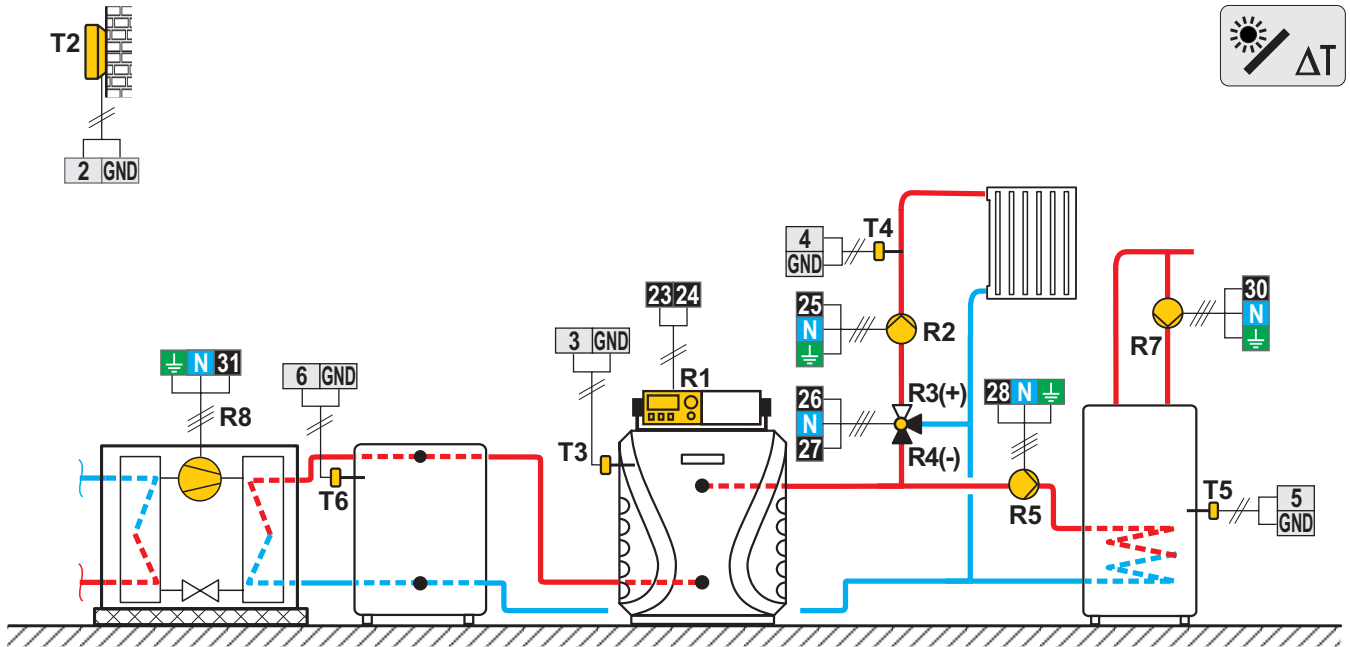 T2
2 GND
ΔT
4
GND
T4
25
N
R2
30
N
R7
23 24
3 GND
R1
R3(+)
26
N
27
R4(-)
28 N
N 31
R8
6 GND
T3
T6
R5
T5
5
GND